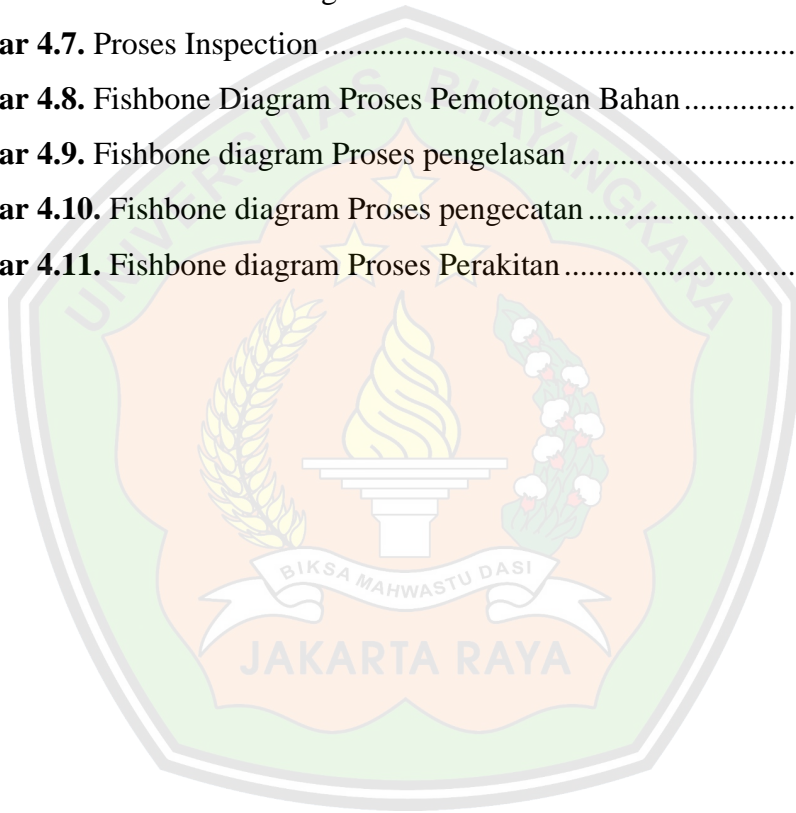 ar 4.7. Proses Inspection ........................................................................
ar 4.8. Fishbone Diagram Proses Pemotongan Bahan ..............
ar 4.9. Fishbone diagram Proses pengelasan ................................
ar 4.10. Fishbone diagram Proses pengecatan .............................
ar 4.11. Fishbone diagram Proses Perakitan ................................
UNIVERSITAS BHAYANGKARA
BIKSA MAHWASTU DASI
JAKARTA RAYA